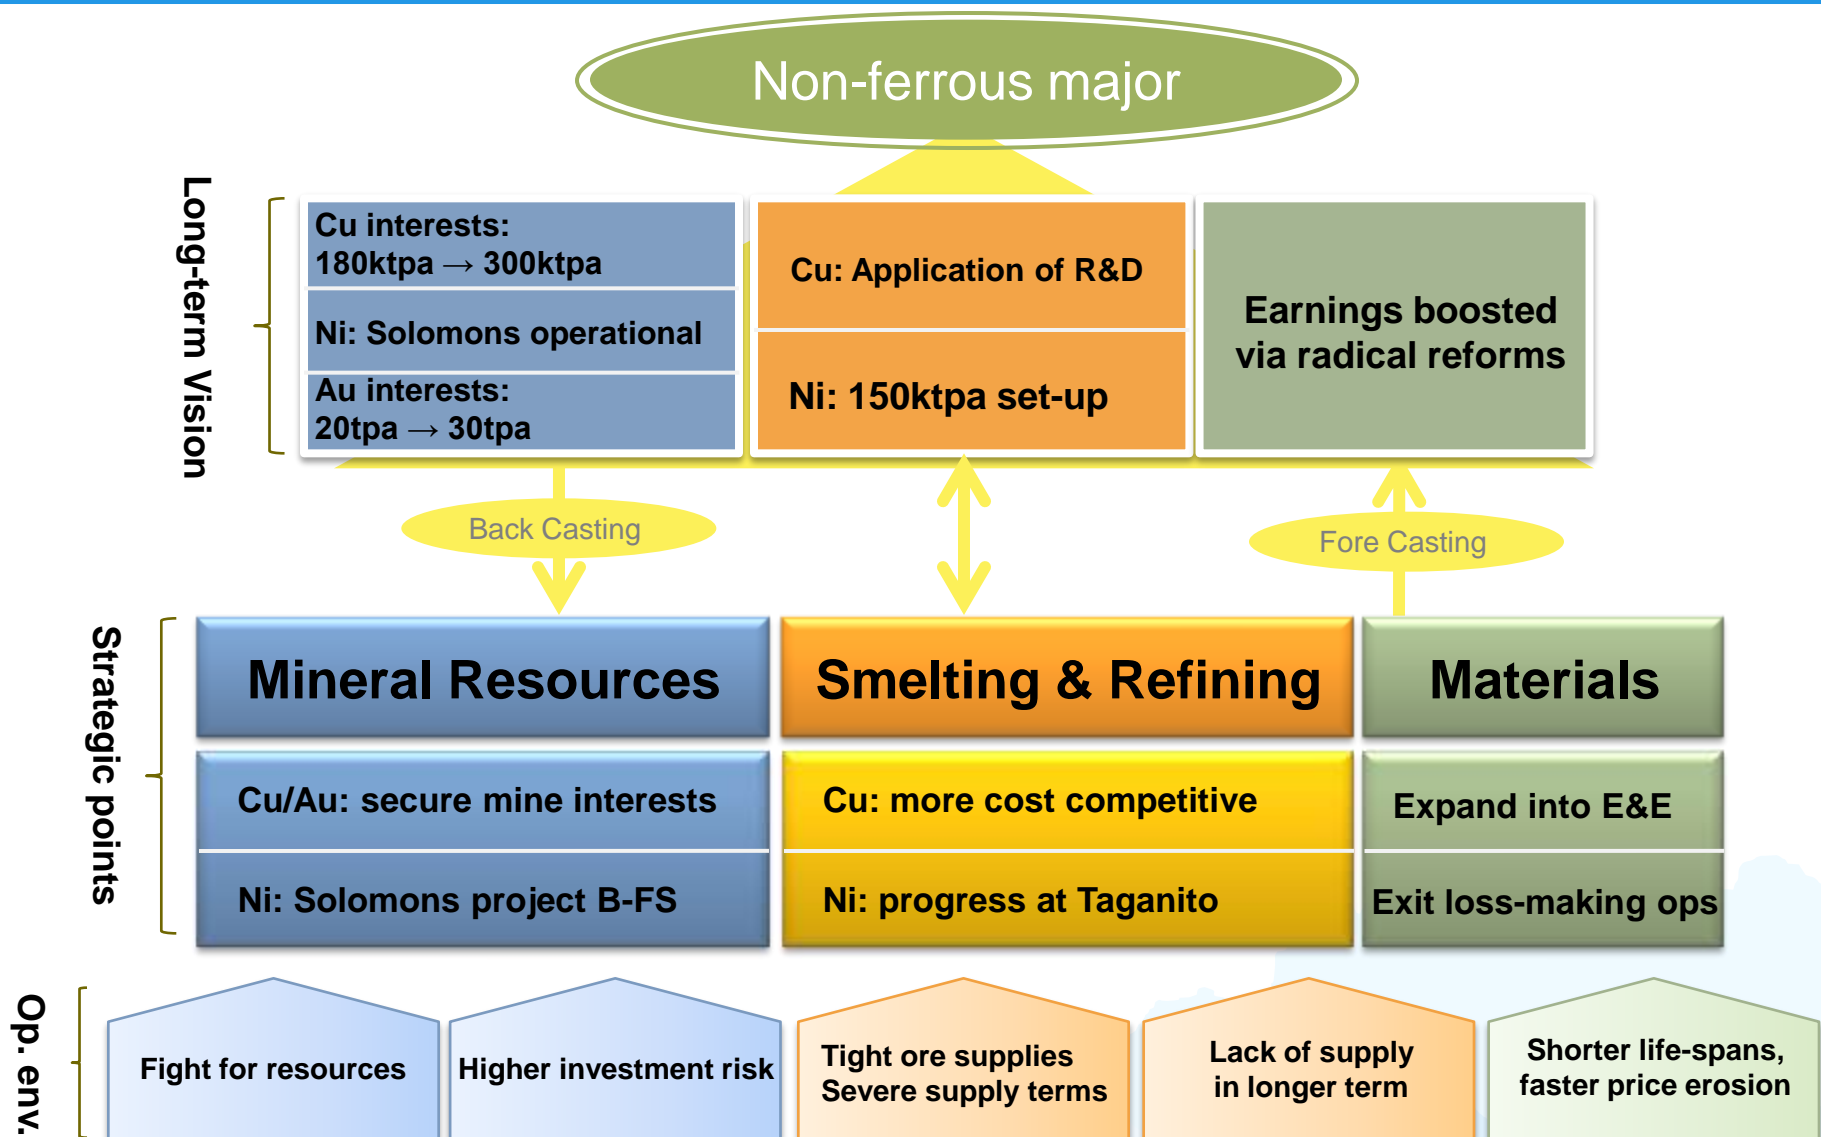 Non-ferrous major
Long-term Vision
Cu interests:
180ktpa → 300ktpa
Ni: Solomons operational
Au interests:
20tpa → 30tpa
Cu: Application of R&D
Ni: 150ktpa set-up
Earnings boosted
via radical reforms
Back Casting
Fore Casting
Strategic points
Mineral Resources
Smelting & Refining
Materials
Cu/Au: secure mine interests
Ni: Solomons project B-FS
Cu: more cost competitive
Ni: progress at Taganito
Expand into E&E
Exit loss-making ops
Op. env.
Fight for resources
Higher investment risk
Tight ore supplies
Severe supply terms
Lack of supply
in longer term
Shorter life-spans,
faster price erosion